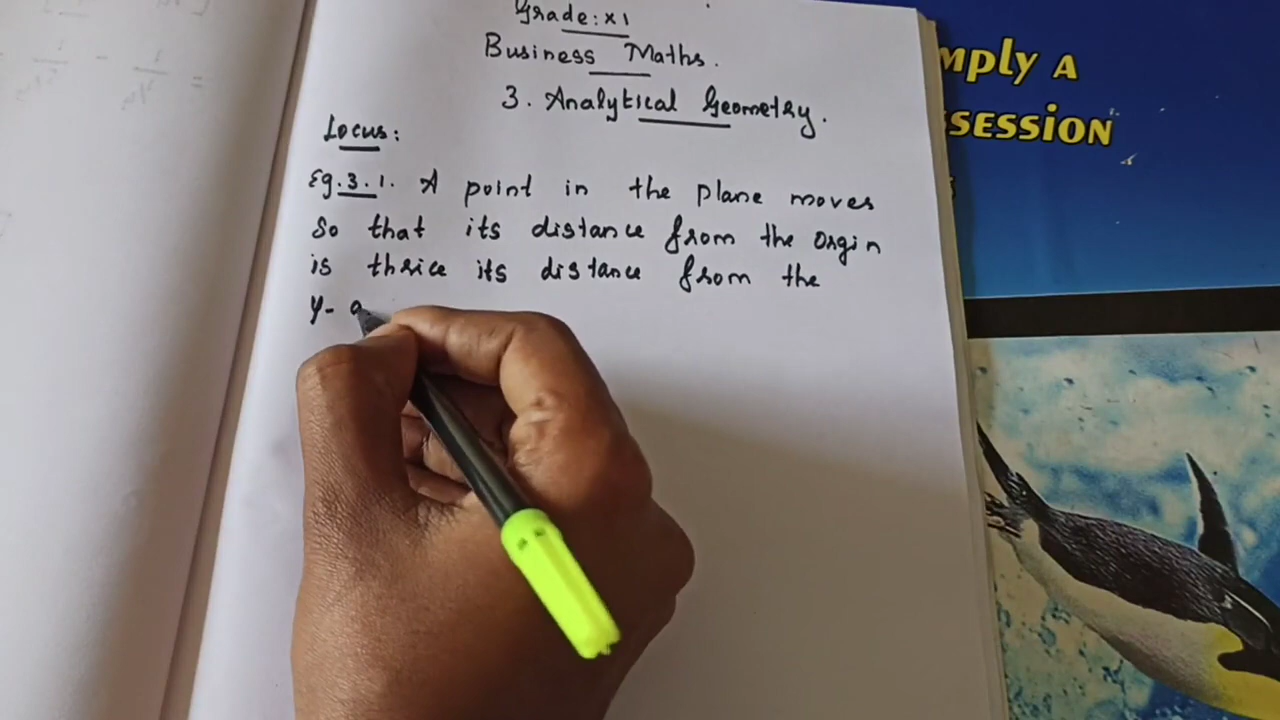 Grade: XI
Business Maths.
3. Analytical Geometry.
Locus:
Eg.3.1. A point in the plane moves
So that its distance from the Orgin
is thrice its distance from the
y- a
MPLY A
SESSION